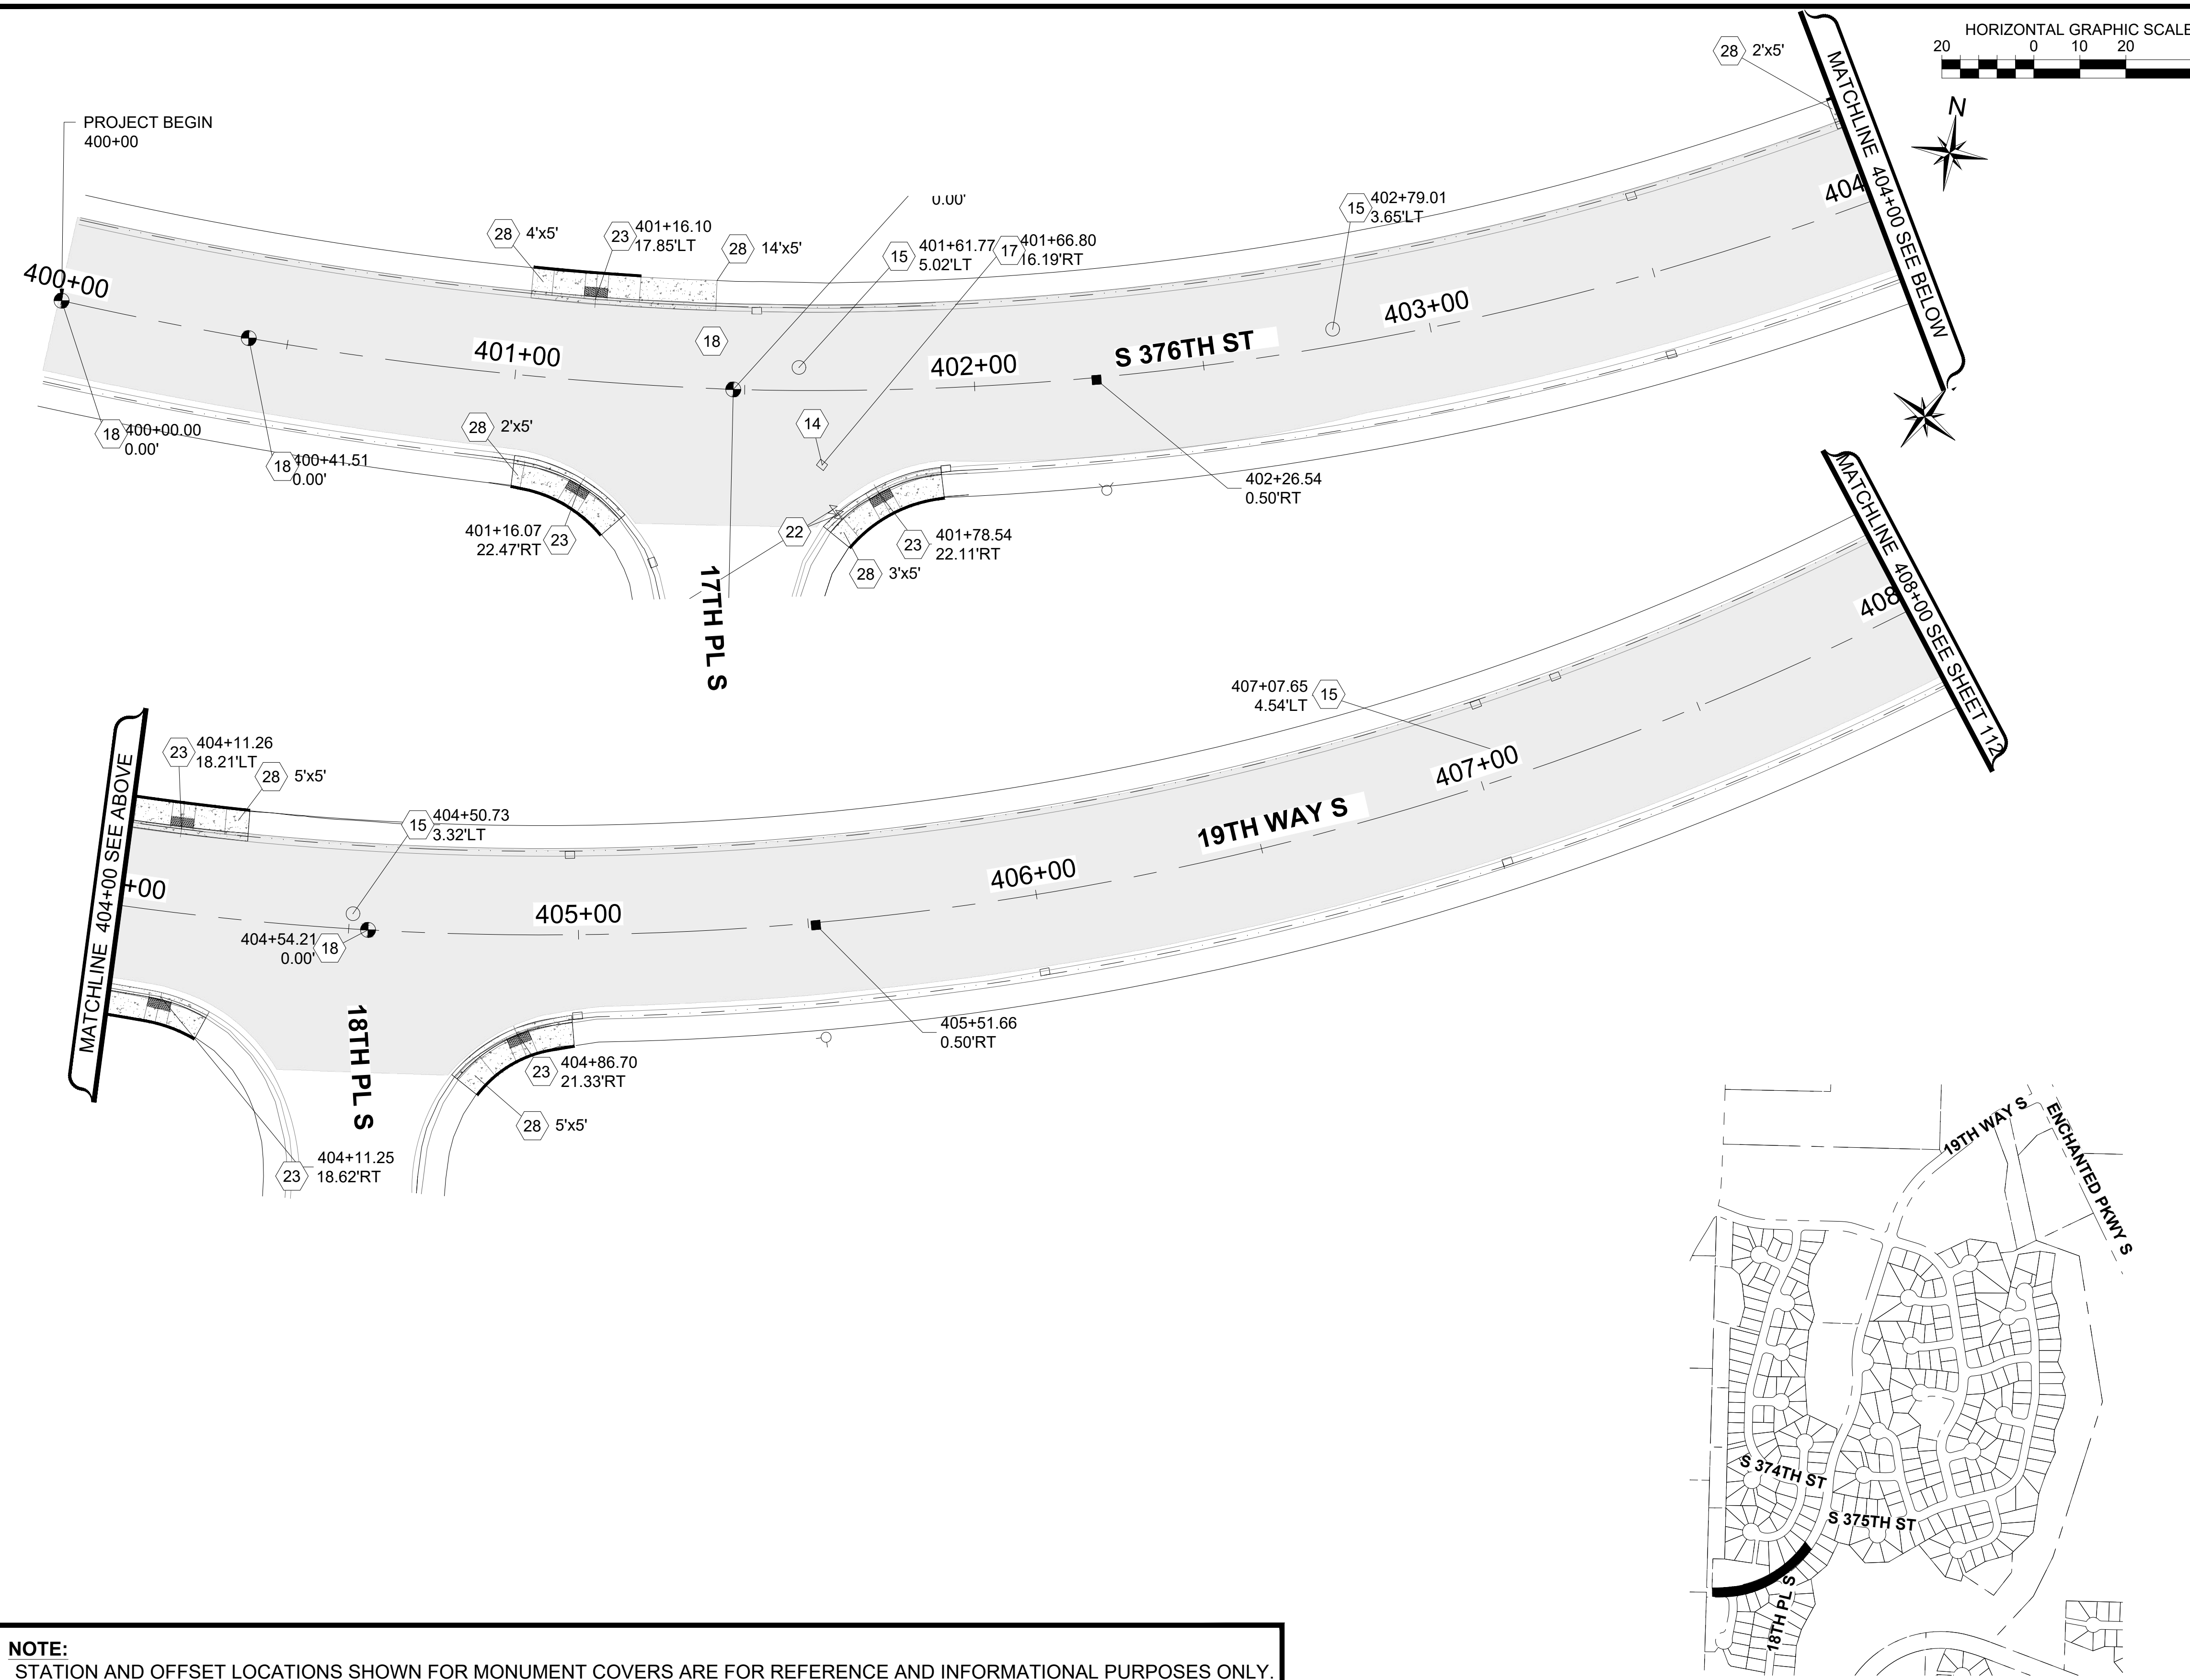 HORIZONTAL GRAPHIC SCALE
20 0 10 20
N
PROJECT BEGIN
400+00
28 2'x5'
MATCHLINE 404+00 SEE BELOW
28 4'x5'
23 401+16.10
17.85'LT
28 14'x5'
0.00'
15 401+61.77
5.02'LT
17 401+66.80
16.19'RT
15 402+79.01
3.65'LT
404
400+00
401+00
18
402+00
S 376TH ST
403+00
18 400+00.00
0.00'
18 400+41.51
0.00'
28 2'x5'
14
402+26.54
0.50'RT
401+16.07
22.47'RT 23
22
23 401+78.54
22.11'RT
28 3'x5'
17TH PL S
MATCHLINE 408+00 SEE SHEET 112
408
407+07.65
4.54'LT 15
MATCHLINE 404+00 SEE ABOVE
23 404+11.26
18.21'LT
28 5'x5'
15 404+50.73
3.32'LT
+00
405+00
406+00
19TH WAY S
407+00
404+54.21
0.00' 18
405+51.66
0.50'RT
18TH PL S
23 404+86.70
21.33'RT
28 5'x5'
23 404+11.25
18.62'RT
19TH WAY S
ENCHANTED PKWY S
S 374TH ST
S 375TH ST
18TH PL S
NOTE:
STATION AND OFFSET LOCATIONS SHOWN FOR MONUMENT COVERS ARE FOR REFERENCE AND INFORMATIONAL PURPOSES ONLY.